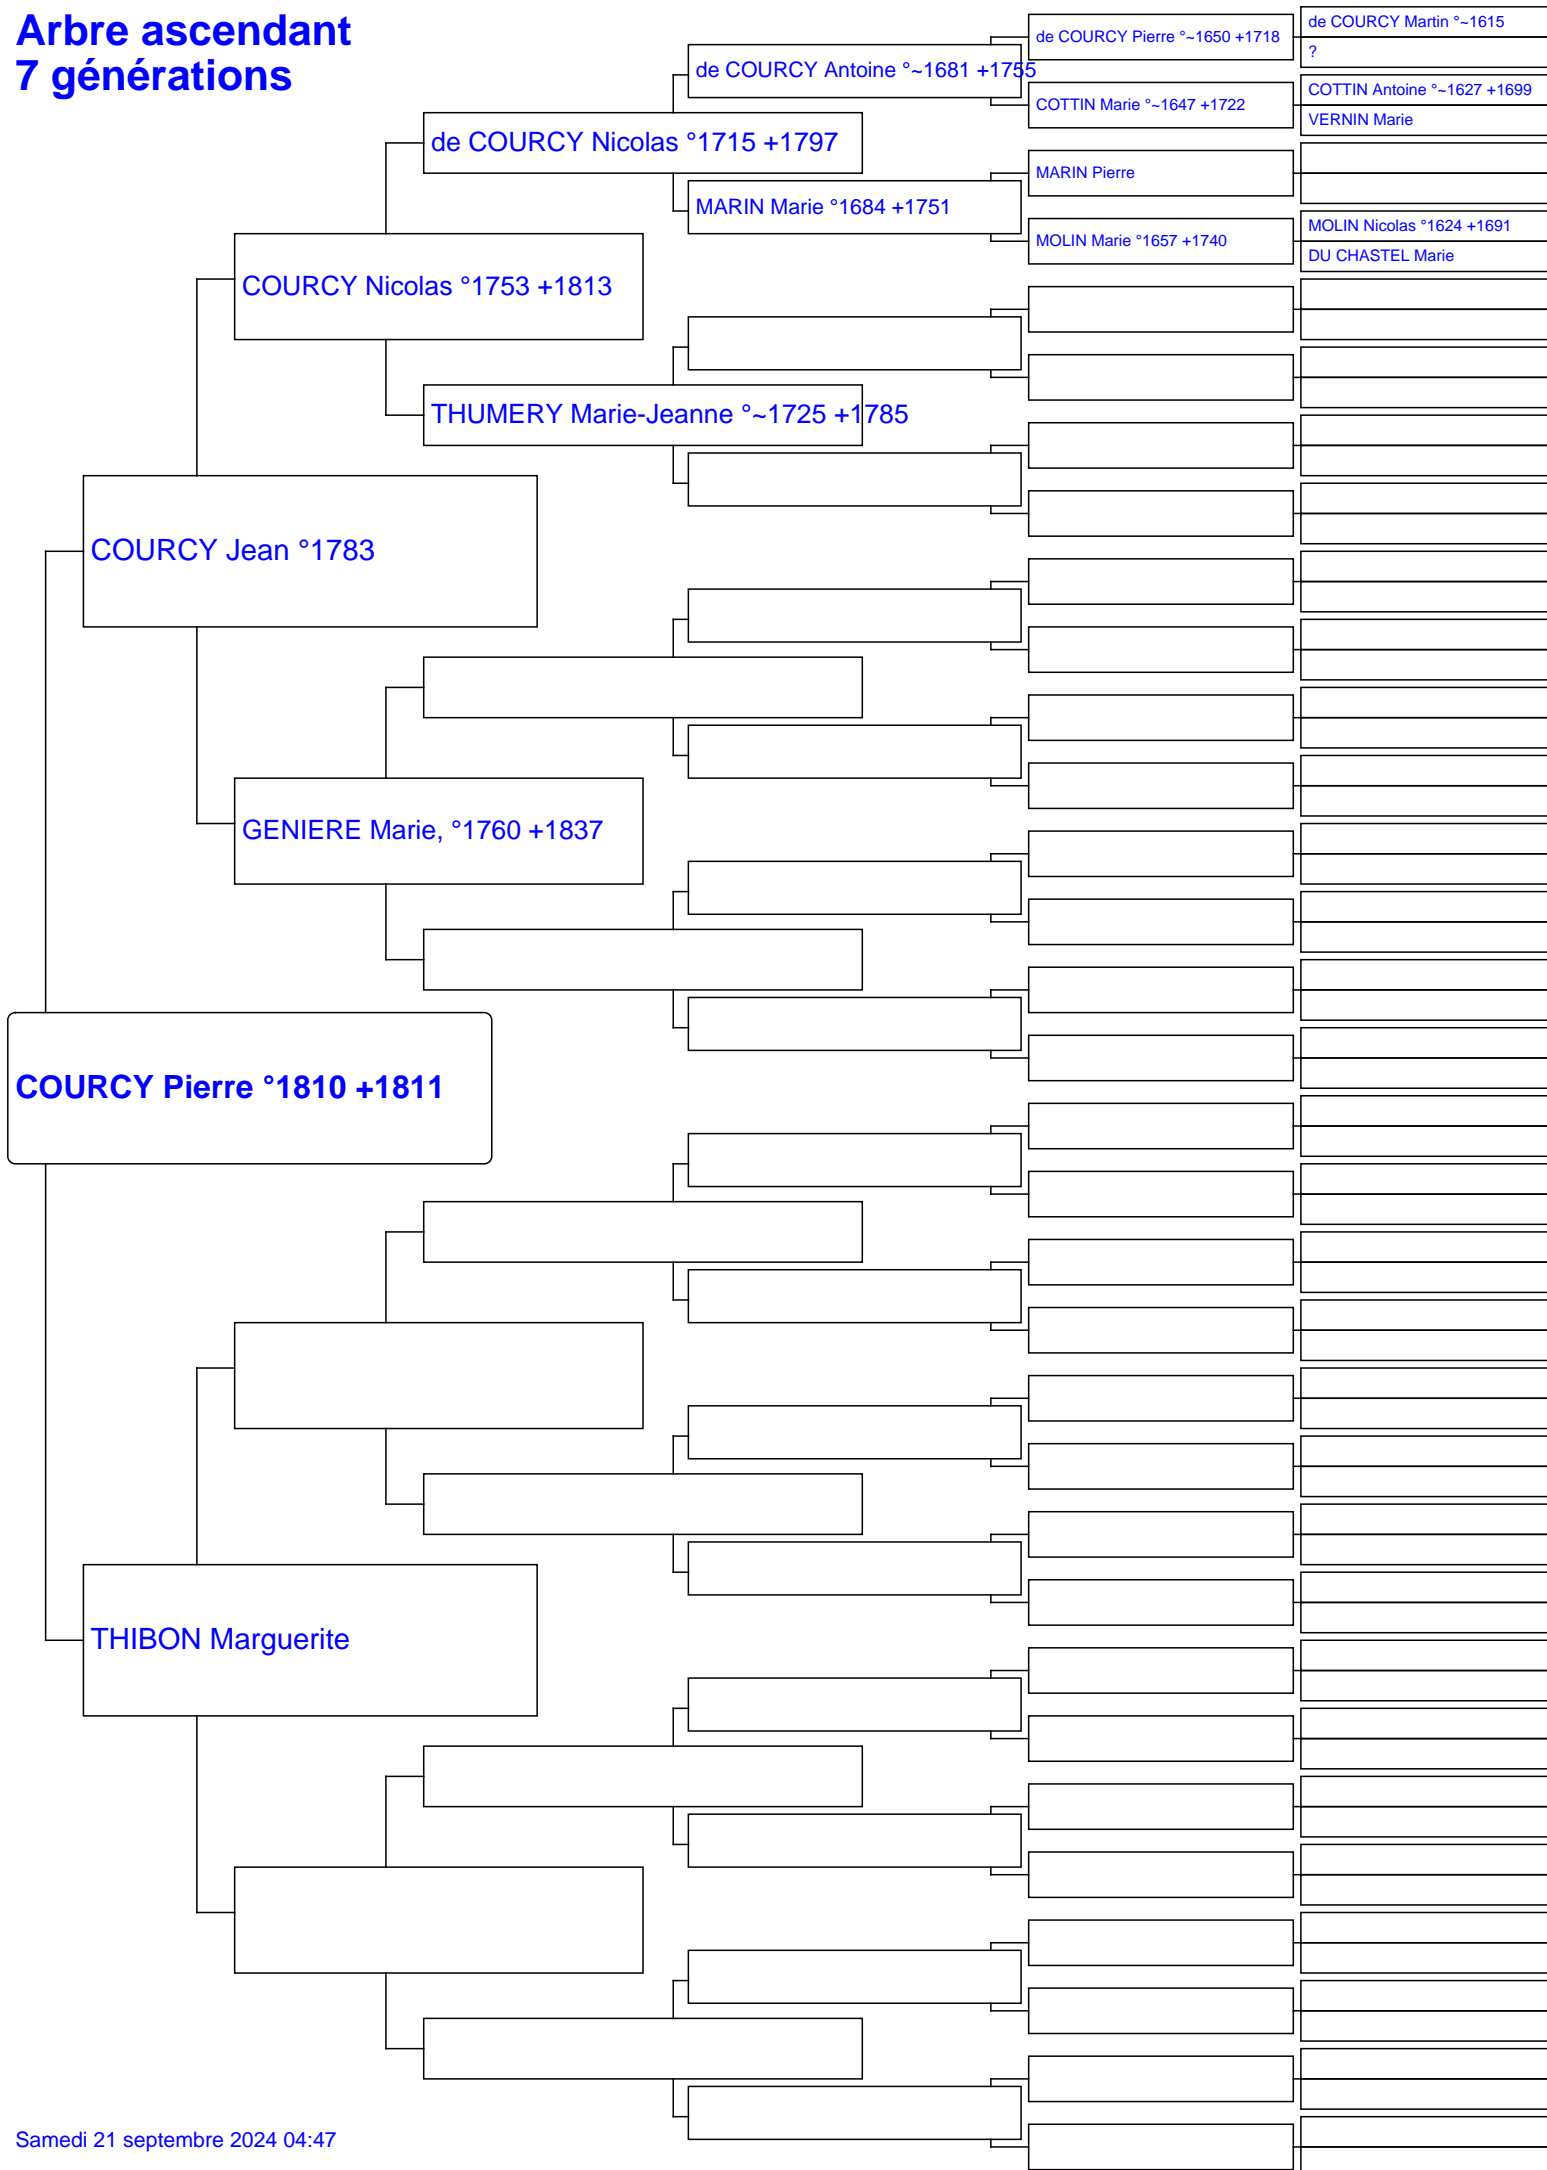 Arbre ascendant
7 générations
de COURCY Martin °~1615
de COURCY Pierre °~1650 +1718
?
de COURCY Antoine °~1681 +1755
COTTIN Antoine °~1627 +1699
COTTIN Marie °~1647 +1722
VERNIN Marie
de COURCY Nicolas °1715 +1797
MARIN Pierre
MARIN Marie °1684 +1751
MOLIN Nicolas °1624 +1691
MOLIN Marie °1657 +1740
DU CHASTEL Marie
COURCY Nicolas °1753 +1813
THUMERY Marie-Jeanne °~1725 +1785
COURCY Jean °1783
GENIERE Marie, °1760 +1837
COURCY Pierre °1810 +1811
THIBON Marguerite
Samedi 21 septembre 2024 04:47